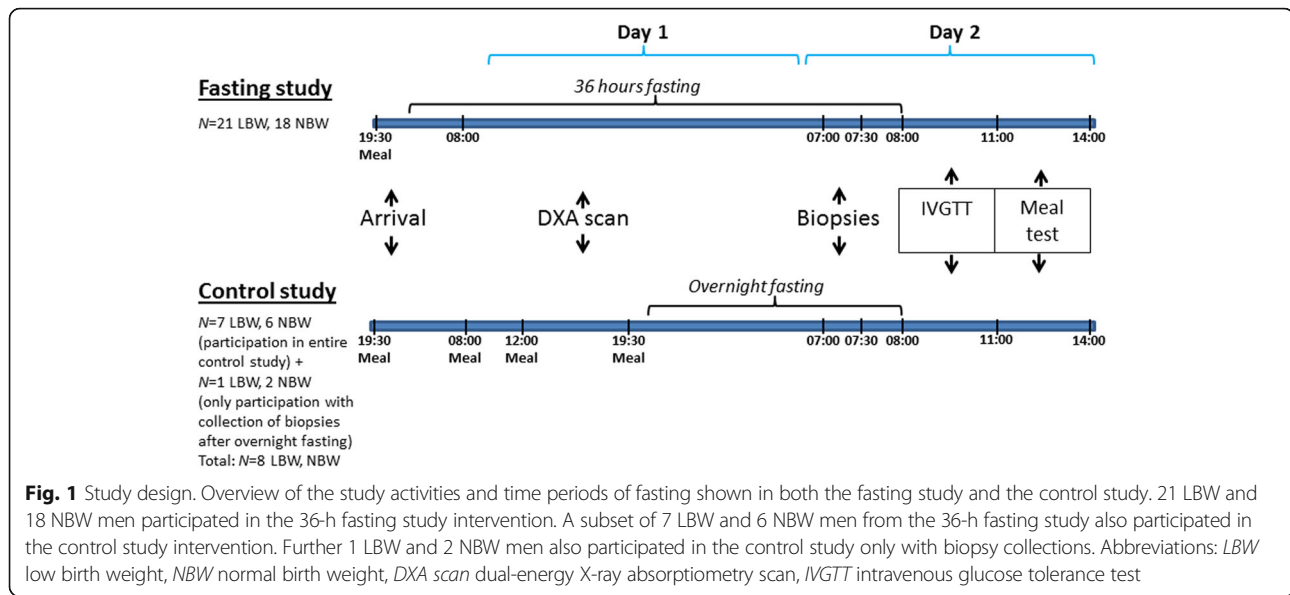 Day 1
Day 2
Fasting study
36 hours fasting
N=21 LBW, 18 NBW
19:30
08:00
07:00
07:30
08:00
11:00
14:00
Meal
Arrival
DXA scan
Biopsies
IVGTT
Meal
test
Control study
Overnight fasting
N=7 LBW, 6 NBW
(participation in entire
control study) +
N=1 LBW, 2 NBW
(only participation with
collection of biopsies
after overnight fasting)
Total: N=8 LBW, NBW
19:30
08:00
12:00
19:30
07:00
07:30
08:00
11:00
14:00
Meal
Meal
Meal
Meal
Fig. 1 Study design. Overview of the study activities and time periods of fasting shown in both the fasting study and the control study. 21 LBW and
18 NBW men participated in the 36-h fasting study intervention. A subset of 7 LBW and 6 NBW men from the 36-h fasting study also participated in
the control study intervention. Further 1 LBW and 2 NBW men also participated in the control study only with biopsy collections. Abbreviations: LBW
low birth weight, NBW normal birth weight, DXA scan dual-energy X-ray absorptiometry scan, IVGTT intravenous glucose tolerance test